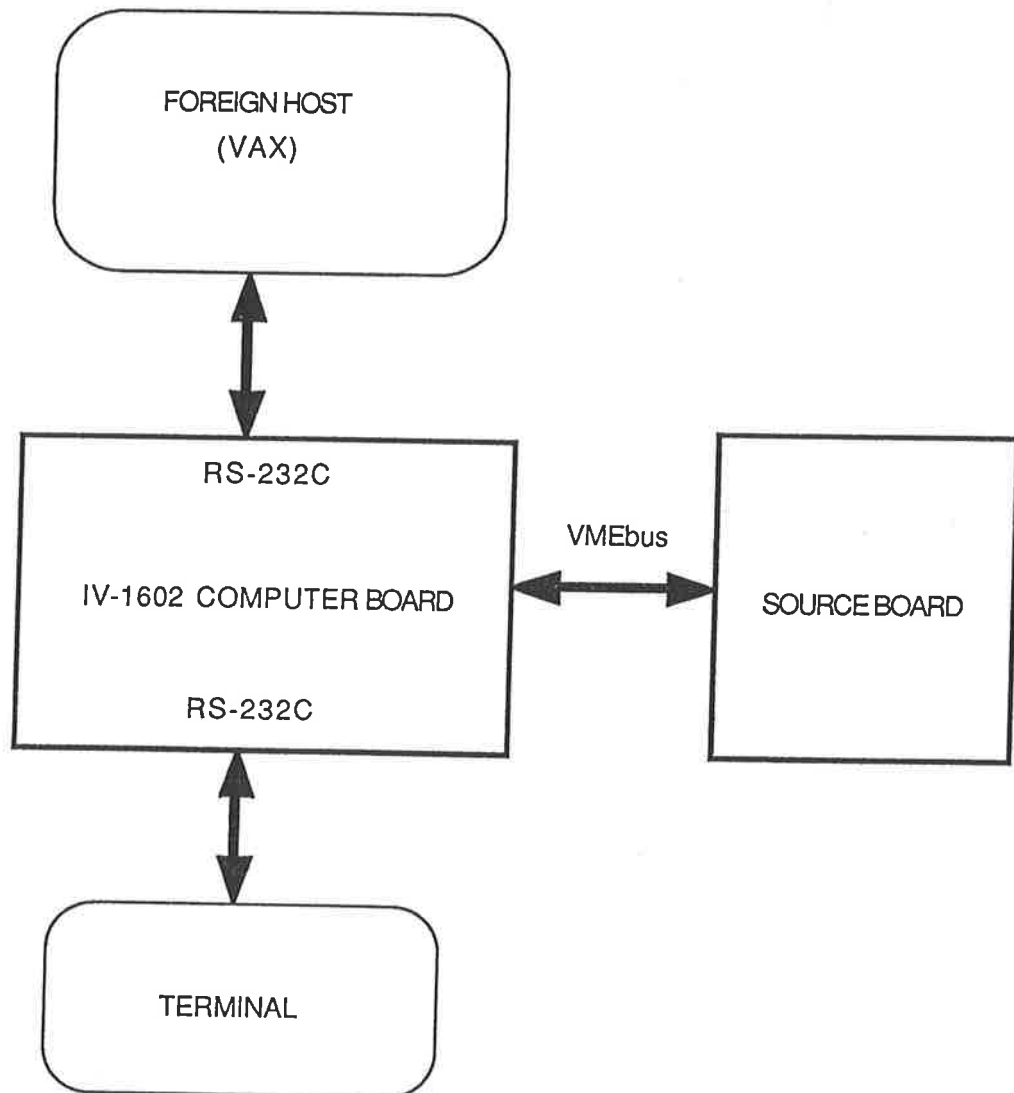 FOREIGN HOST
(VAX)
RS-232C
VMEbus
IV-1602 COMPUTER BOARD
SOURCE BOARD
RS-232C
TERMINAL